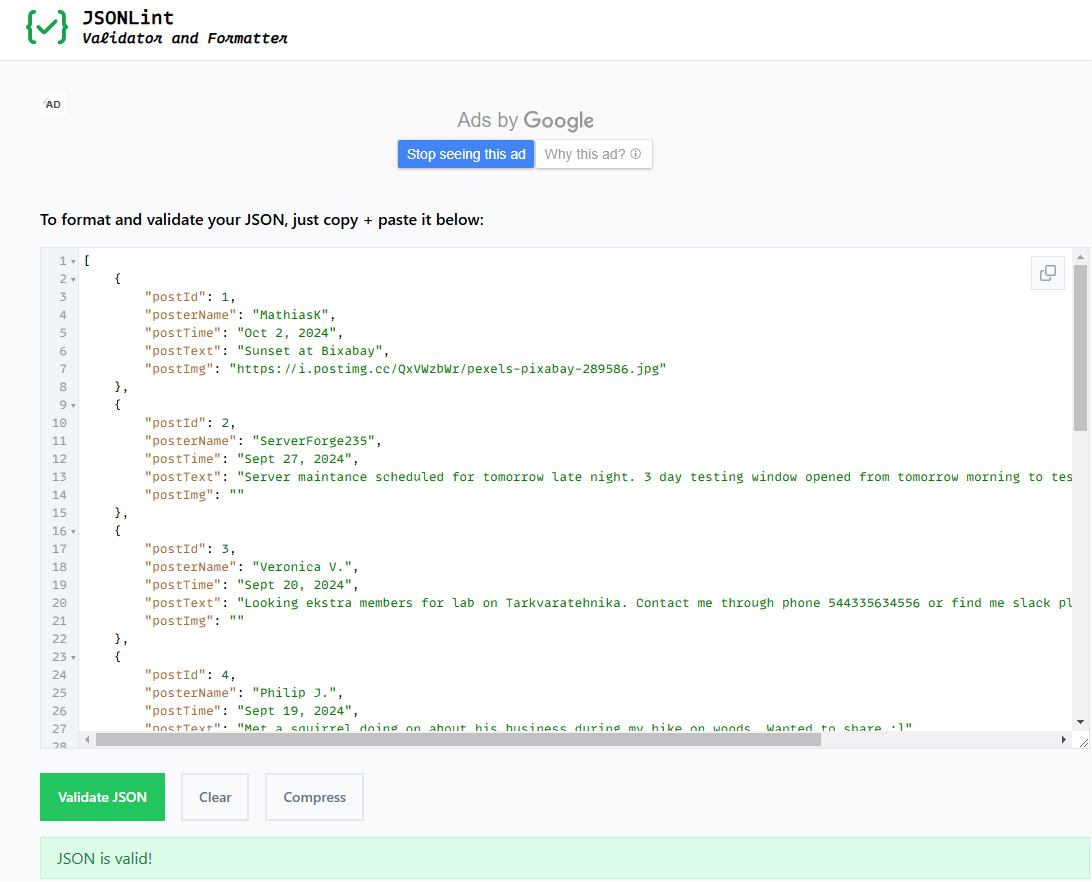 JSONLint
Validator and Formatter
AD
Ads by Google
Stop seeing this ad
Why this ad?
To format and validate your JSON, just copy + paste it below:
1 [
2 {
3 "postId": 1,
4 "posterName": "MathiasK",
5 "postTime": "Oct 2, 2024",
6 "postText": "Sunset at Bixabay",
7 "postImg": "https://i.postimg.cc/QxVWzbWr/pexels-pixabay-289586.jpg"
8 },
9 {
10 "postId": 2,
11 "posterName": "ServerForge235",
12 "postTime": "Sept 27, 2024",
13 "postText": "Server maintance scheduled for tomorrow late night. 3 day testing window opened from tomorrow morning to tes
14 "postImg": ""
15 },
16 {
17 "postId": 3,
18 "posterName": "Veronica V.",
19 "postTime": "Sept 20, 2024",
20 "postText": "Looking ekstra members for lab on Tarkvaratehnika. Contact me through phone 544335634556 or find me slack pl
21 "postImg": ""
22 },
23 {
24 "postId": 4,
25 "posterName": "Philip J.",
26 "postTime": "Sept 19, 2024",
27 "postText": "Met a squirrel doing on about his business during my hike on woods. Wanted to share :]"
28
Validate JSON
Clear
Compress
JSON is valid!